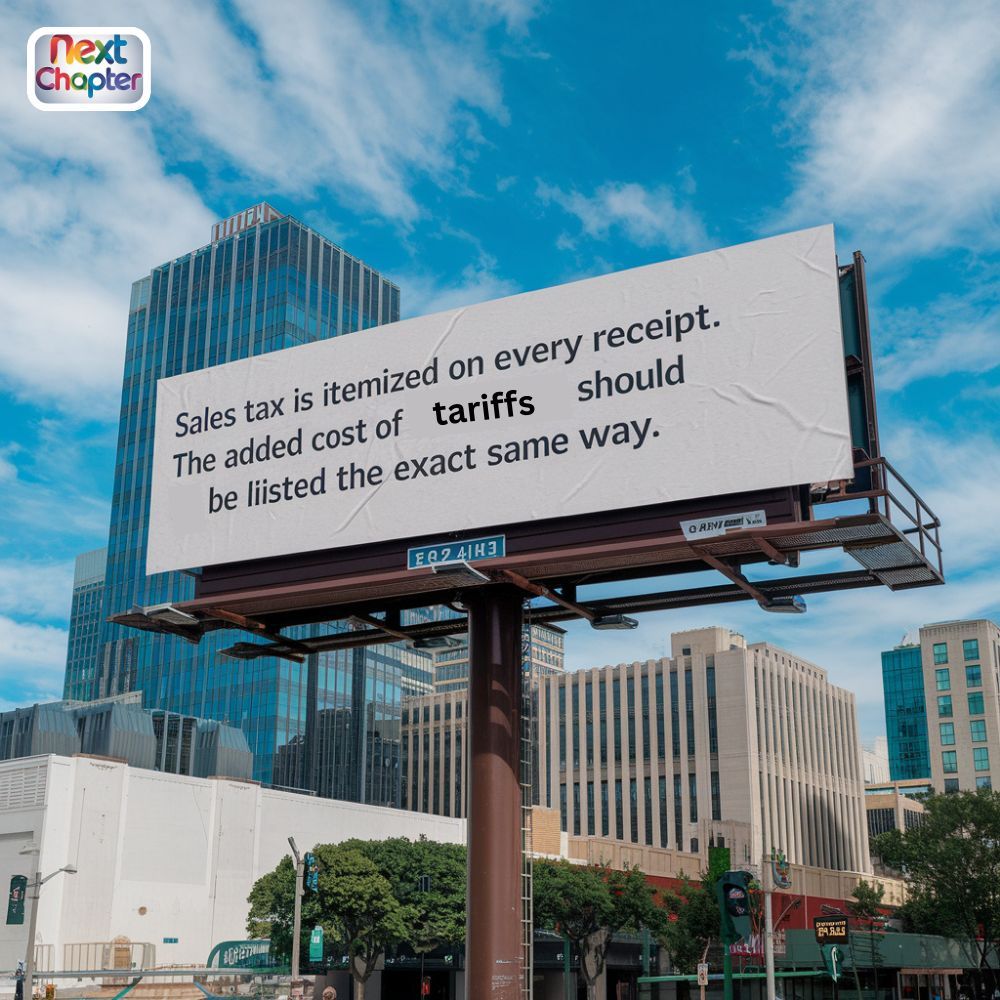 Next
Chapter
Sales tax is itemized on every receipt.
The added cost of tariffs should
be liisted the exact same way.